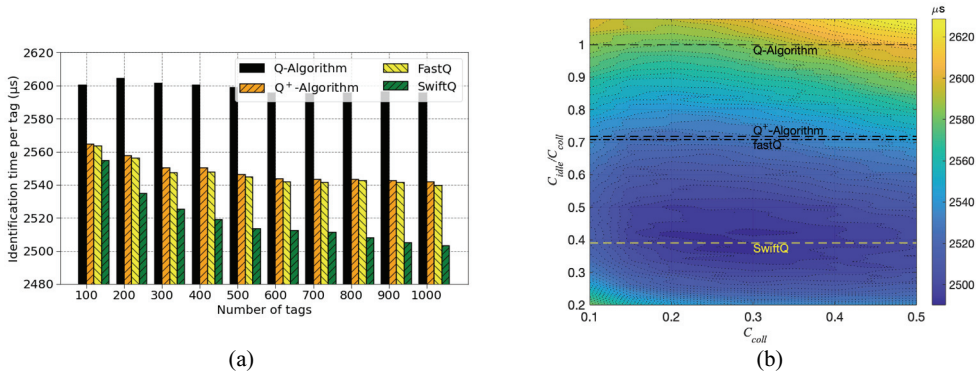 2620
2600
2580
2560
2540
2520
2500
2480
Identification time per tag (μs)
Q-Algorithm
Q+-Algorithm
FastQ
SwiftQ
100 200 300 400 500 600 700 800 900 1000
Number of tags
(a)
μs
1
0.9
0.8
0.7
0.6
0.5
0.4
0.3
0.2
C_idle/C_coll
Q-Algorithm
Q+-Algorithm
fastQ
SwiftQ
0.1 0.2 0.3 0.4 0.5
C_coll
2620
2600
2580
2560
2540
2520
2500
(b)